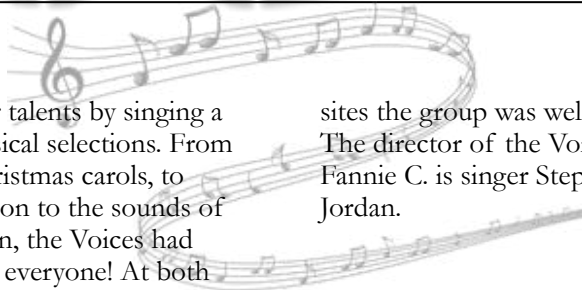 r talents by singing a
sical selections. From
ristmas carols, to
on to the sounds of
n, the Voices had
everyone! At both
sites the group was wel
The director of the Voi
Fannie C. is singer Step
Jordan.